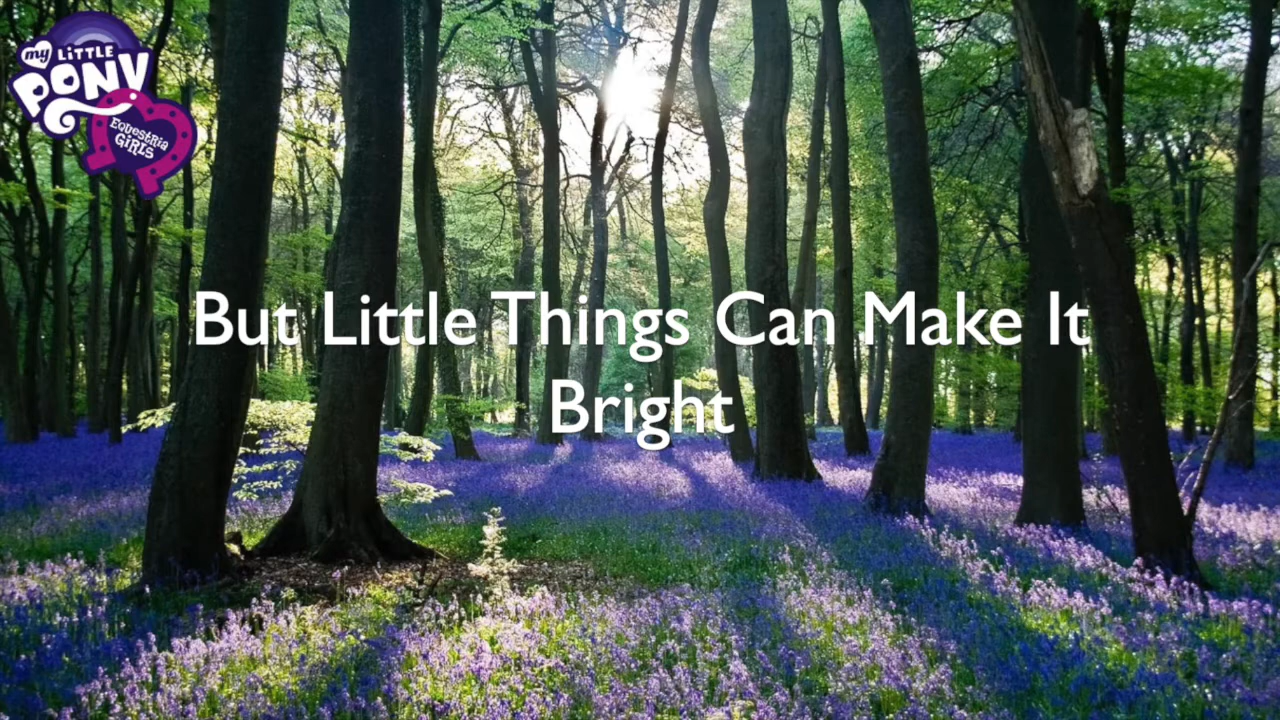 my LiTTLE
PONY
EQUESTRIA
GiRLS
But Little Things Can Make It
Bright